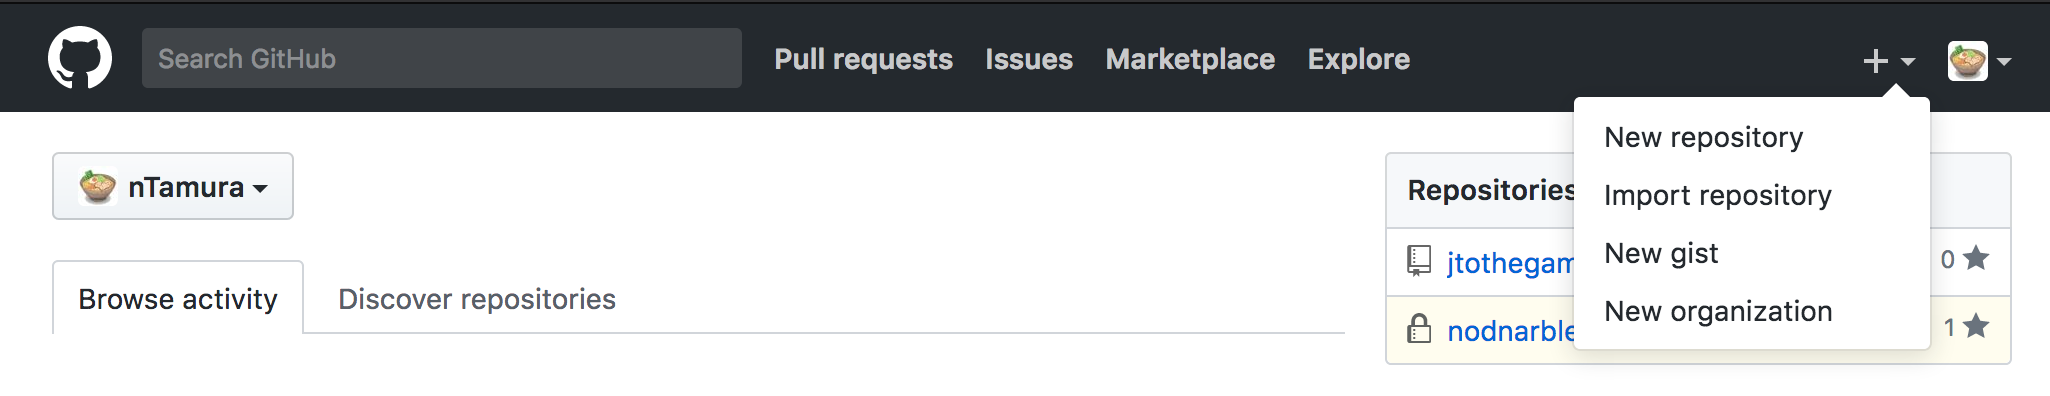 Search GitHub
Pull requests Issues Marketplace Explore
New repository
Import repository
New gist
New organization
nTamura
Browse activity
Discover repositories
Repositories
jtothegam
0
nodnarble
1